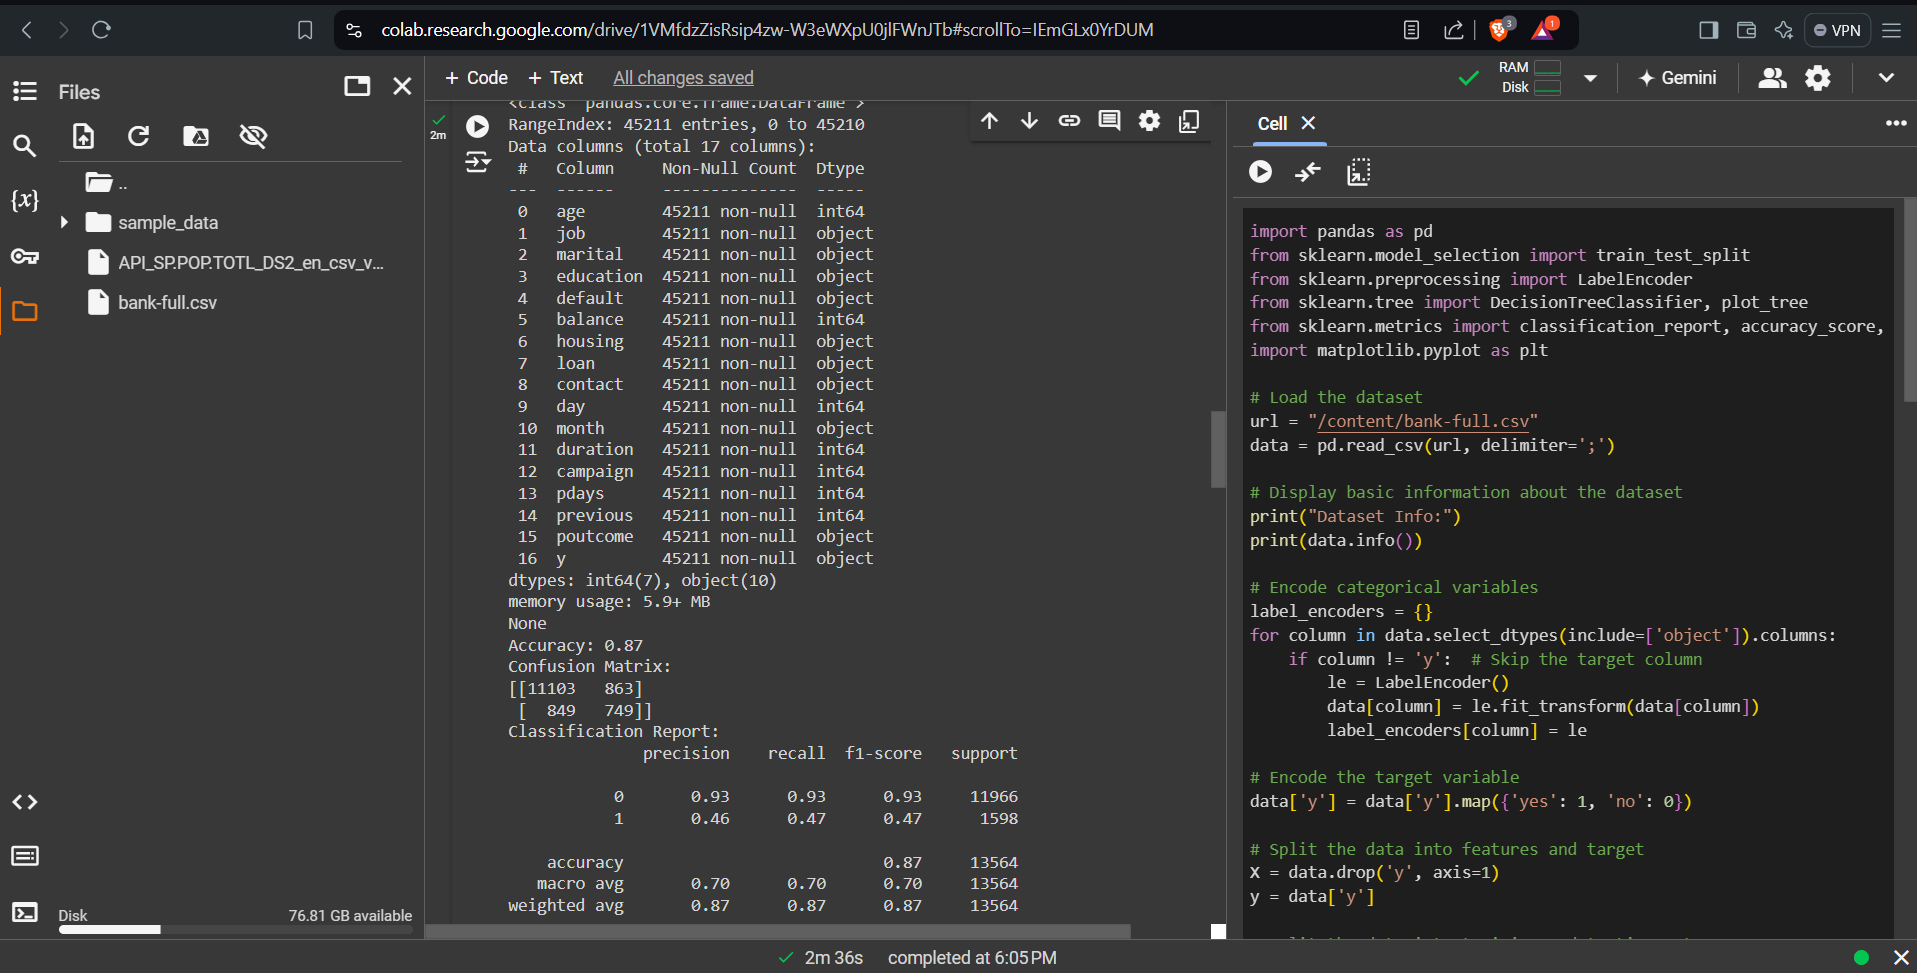 colab.research.google.com/drive/1VMfdzZisRsip4zw-W3eWXpU0jlFWnJTb#scrollTo=IEmGLx0YrDUM
3
1
VPN
Files
+ Code + Text All changes saved
RAM
Disk
Gemini
..
sample_data
API_SP.POP.TOTL_DS2_en_csv_v...
bank-full.csv
{x}
Disk 76.81 GB available
2m
<class 'pandas.core.frame.DataFrame'>
RangeIndex: 45211 entries, 0 to 45210
Data columns (total 17 columns):
# Column Non-Null Count Dtype
--- ------ -------------- -----
0 age 45211 non-null int64
1 job 45211 non-null object
2 marital 45211 non-null object
3 education 45211 non-null object
4 default 45211 non-null object
5 balance 45211 non-null int64
6 housing 45211 non-null object
7 loan 45211 non-null object
8 contact 45211 non-null object
9 day 45211 non-null int64
10 month 45211 non-null object
11 duration 45211 non-null int64
12 campaign 45211 non-null int64
13 pdays 45211 non-null int64
14 previous 45211 non-null int64
15 poutcome 45211 non-null object
16 y 45211 non-null object
dtypes: int64(7), object(10)
memory usage: 5.9+ MB
None
Accuracy: 0.87
Confusion Matrix:
[[11103 863]
[ 849 749]]
Classification Report:
precision recall f1-score support
0 0.93 0.93 0.93 11966
1 0.46 0.47 0.47 1598
accuracy 0.87 13564
macro avg 0.70 0.70 0.70 13564
weighted avg 0.87 0.87 0.87 13564
Cell
import pandas as pd
from sklearn.model_selection import train_test_split
from sklearn.preprocessing import LabelEncoder
from sklearn.tree import DecisionTreeClassifier, plot_tree
from sklearn.metrics import classification_report, accuracy_score,
import matplotlib.pyplot as plt
# Load the dataset
url = "/content/bank-full.csv"
data = pd.read_csv(url, delimiter=';')
# Display basic information about the dataset
print("Dataset Info:")
print(data.info())
# Encode categorical variables
label_encoders = {}
for column in data.select_dtypes(include=['object']).columns:
if column != 'y': # Skip the target column
le = LabelEncoder()
data[column] = le.fit_transform(data[column])
label_encoders[column] = le
# Encode the target variable
data['y'] = data['y'].map({'yes': 1, 'no': 0})
# Split the data into features and target
X = data.drop('y', axis=1)
y = data['y']
2m 36s completed at 6:05 PM